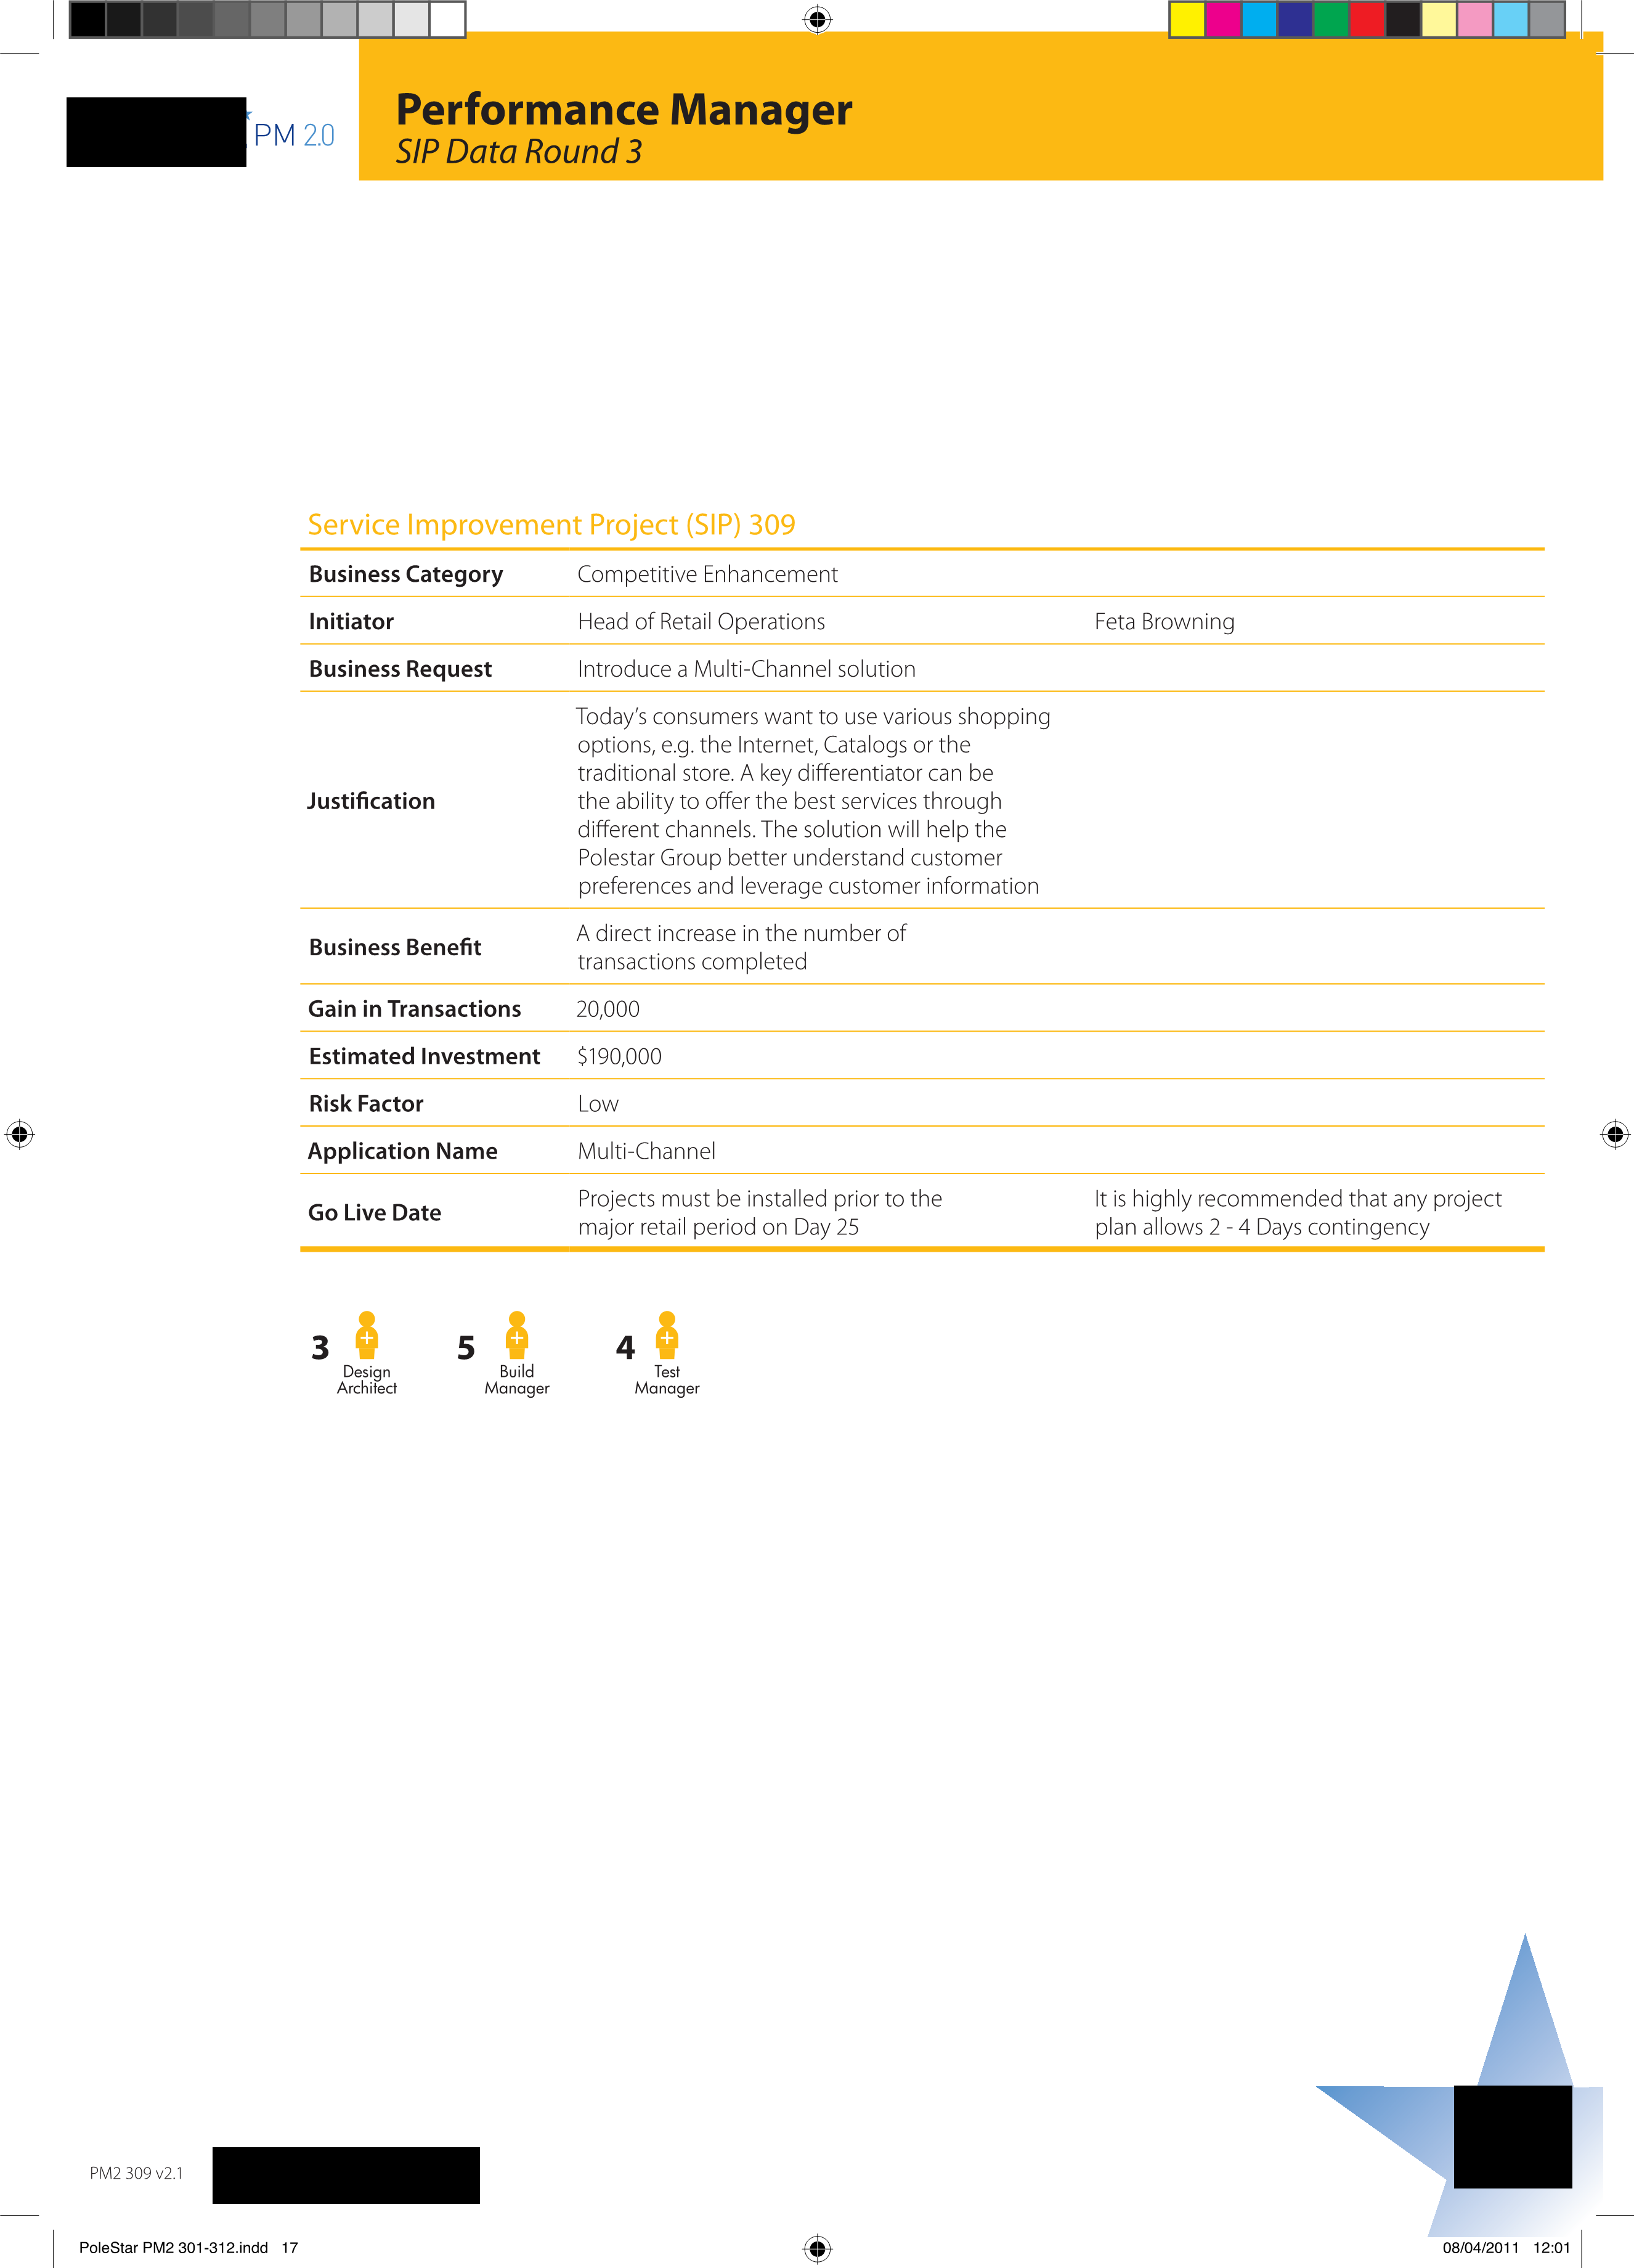 PM 2.0
Performance Manager
SIP Data Round 3
Service Improvement Project (SIP) 309
Business Category Competitive Enhancement
Initiator Head of Retail Operations Feta Browning
Business Request Introduce a Multi-Channel solution
Justification
Today’s consumers want to use various shopping
options, e.g. the Internet, Catalogs or the
traditional store. A key differentiator can be
the ability to offer the best services through
different channels. The solution will help the
Polestar Group better understand customer
preferences and leverage customer information
Business Benefit
A direct increase in the number of
transactions completed
Gain in Transactions 20,000
Estimated Investment $190,000
Risk Factor Low
Application Name Multi-Channel
Go Live Date
Projects must be installed prior to the
major retail period on Day 25
It is highly recommended that any project
plan allows 2 - 4 Days contingency
3 Design
Architect
5 Build
Manager
4 Test
Manager
PM2 309 v2.1
PoleStar PM2 301-312.indd 17 08/04/2011 12:01